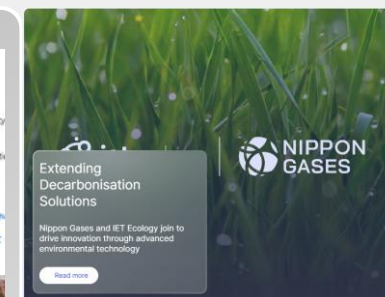 NIPPON
GASES
Extending
Decarbonisation
Solutions
Nippon Gases and IET Ecology join to
drive innovation through advanced
environmental technology
Read more